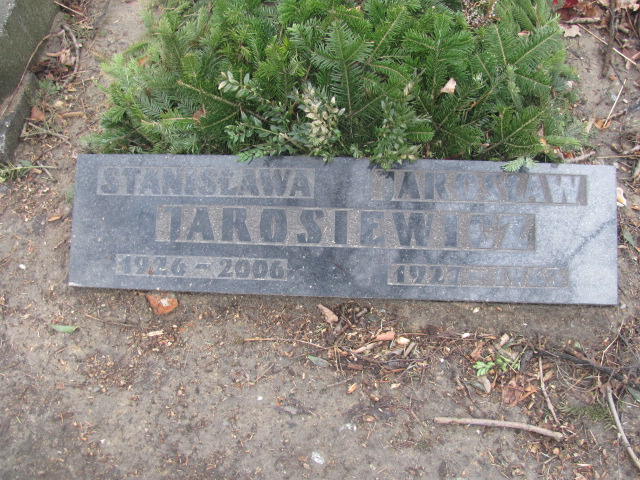 STANISŁAWA JAROSŁAW
JAROSIEWICZ
1926 - 2006